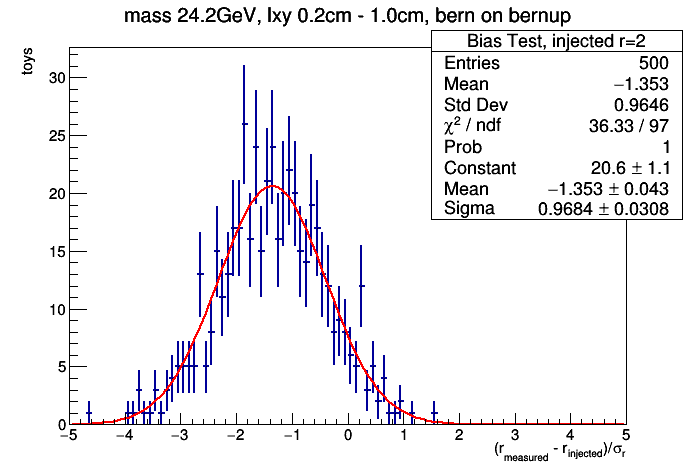 mass 24.2GeV, lxy 0.2cm - 1.0cm, bern on bernup
toys
Bias Test, injected r=2
Entries 500
Mean −1.353
Std Dev 0.9646
χ² / ndf 36.33 / 97
Prob 1
Constant 20.6 ± 1.1
Mean −1.353 ± 0.043
Sigma 0.9684 ± 0.0308
30
25
20
15
10
5
0
−5 −4 −3 −2 −1 0 1 2 3 4 5
(r_measured - r_injected)/σ_r